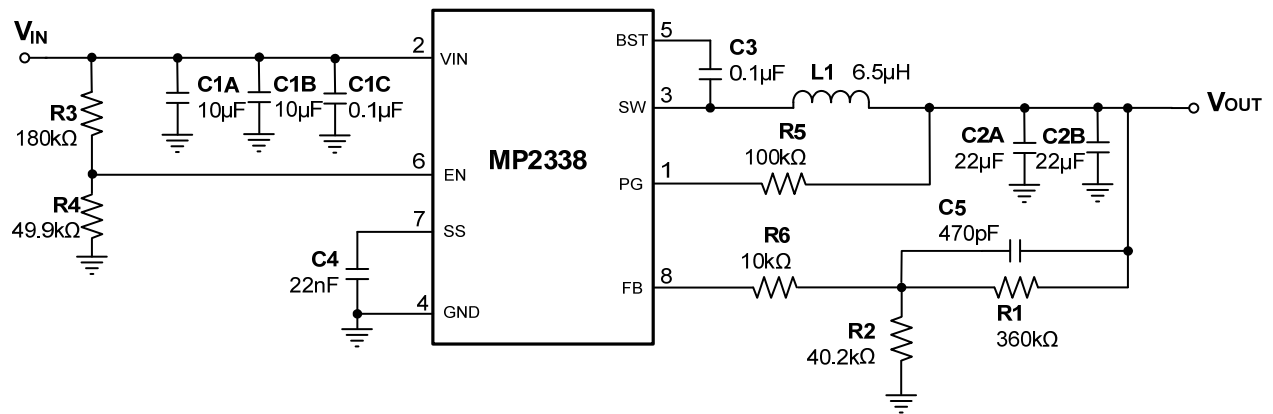 VIN
R3
180kΩ
R4
49.9kΩ
C1A
10µF
C1B
10µF
C1C
0.1µF
C4
22nF
2
VIN
6
EN
7
SS
4
GND
MP2338
BST
5
SW
3
PG
1
FB
8
C3
0.1µF
L1
6.5µH
R5
100kΩ
R6
10kΩ
C5
470pF
R2
40.2kΩ
R1
360kΩ
C2A
22µF
C2B
22µF
VOUT